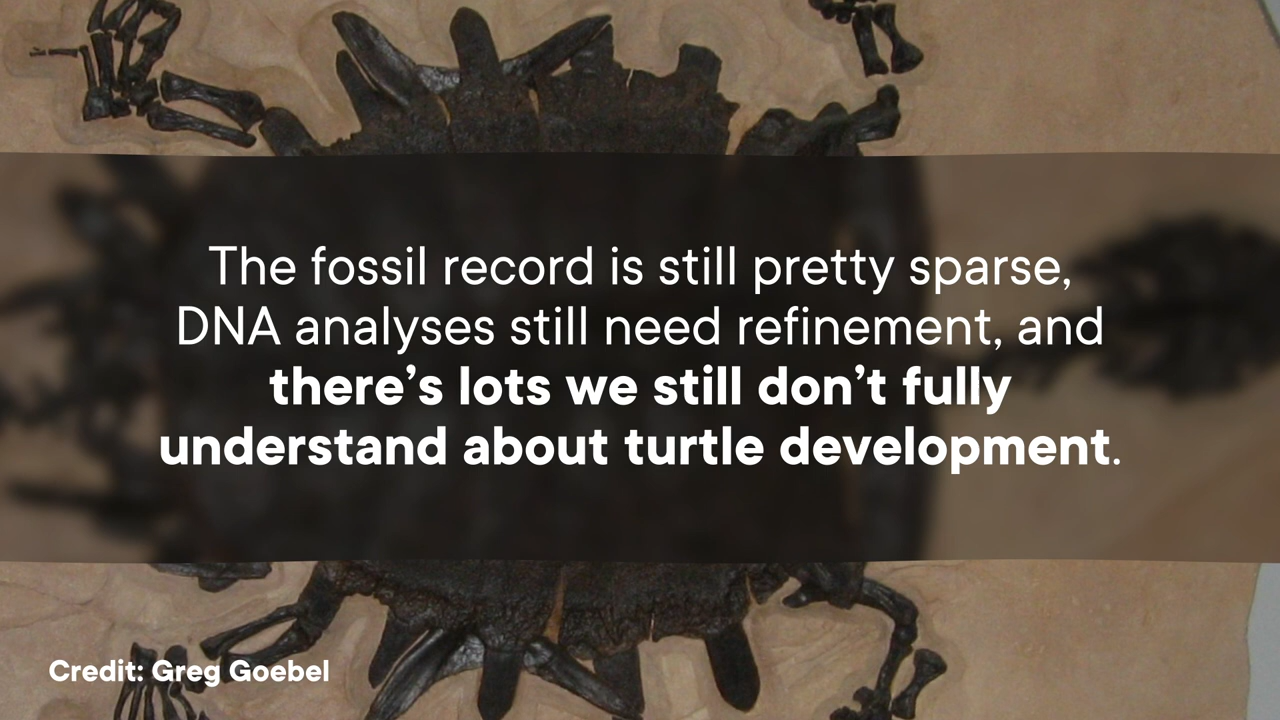 The fossil record is still pretty sparse,
DNA analyses still need refinement, and
there’s lots we still don’t fully
understand about turtle development.
Credit: Greg Goebel